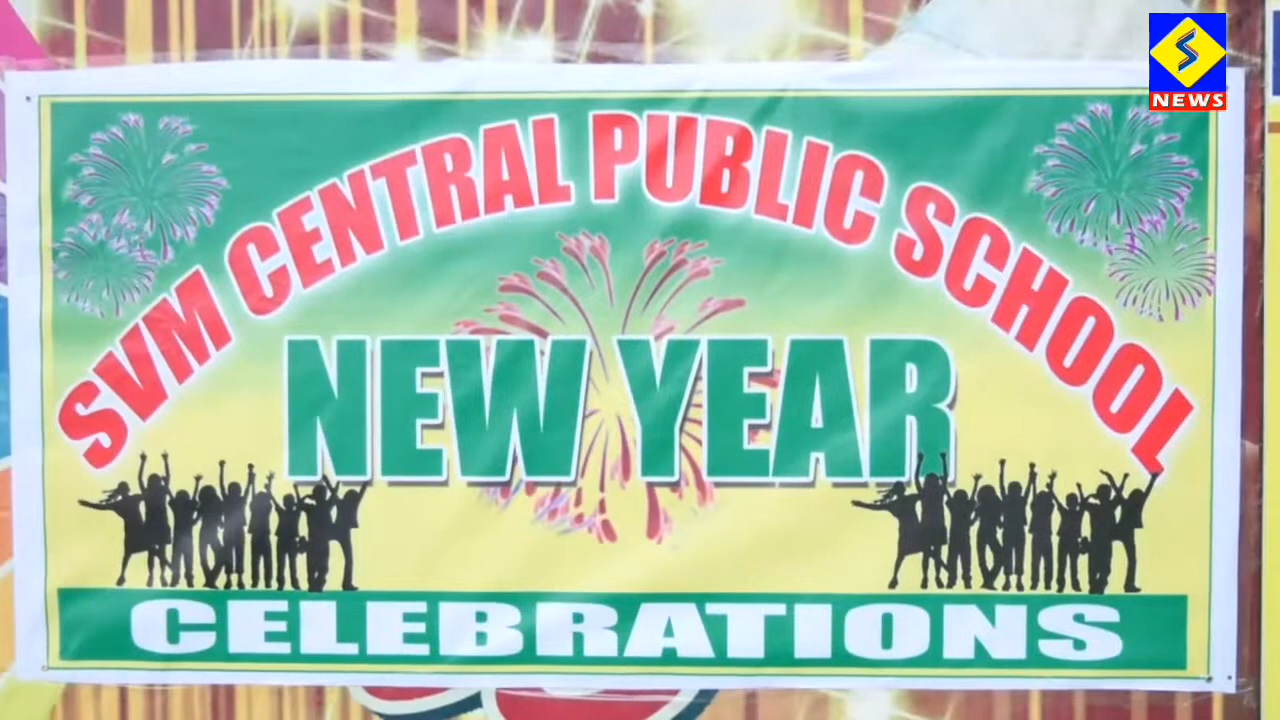 S
NEWS
SVM CENTRAL PUBLIC SCHOOL
NEW YEAR
CELEBRATIONS